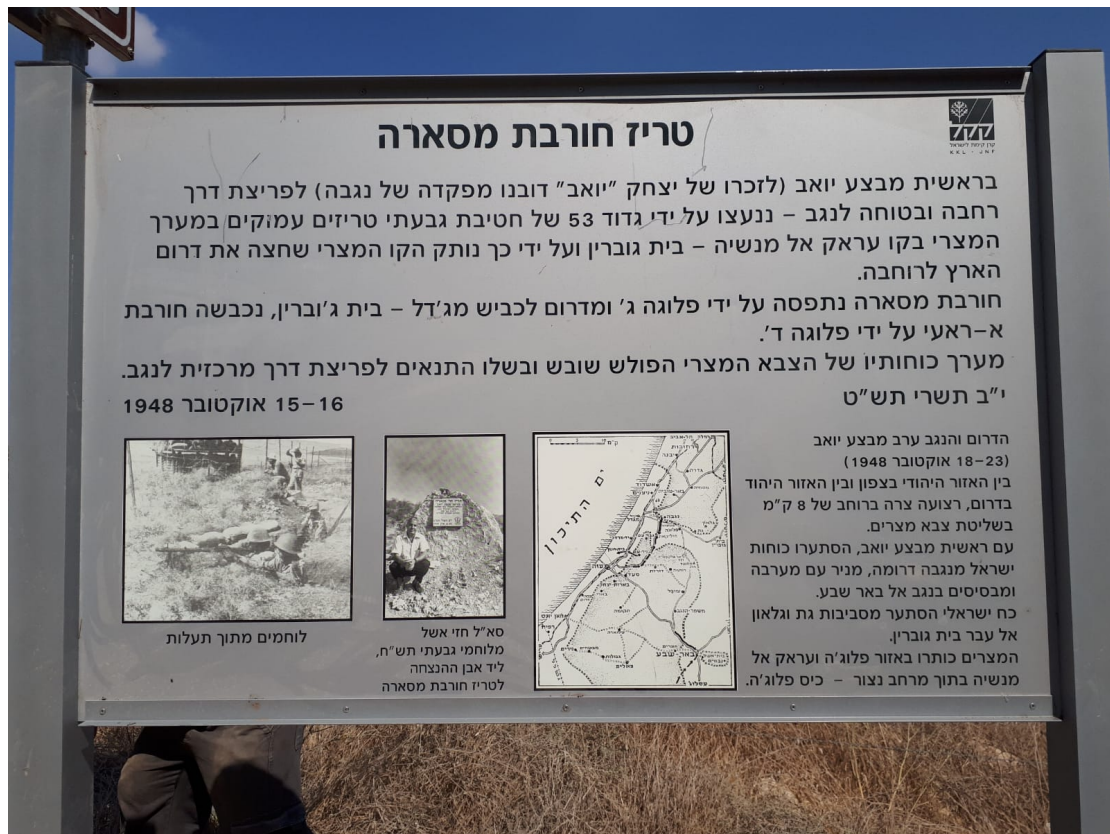 טריז חורבת מסארה
קקל
קרן קימת לישראל
KKL - JNF
בראשית מבצע יואב (לזכרו של יצחק "יואב" דובנו מפקדה של נגבה) לפריצת דרך
רחבה ובטוחה לנגב – ננעצו על ידי גדוד 53 של חטיבת גבעתי טריזים עמוקים במערך
המצרי בקו עראק אל מנשיה – בית גוברין ועל ידי כך נותק הקו המצרי שחצה את דרום
הארץ לרוחבה.
חורבת מסארה נתפסה על ידי פלוגה ג' ומדרום לכביש מג'דל – בית ג'וברין, נכבשה חורבת
א–ראעי על ידי פלוגה ד'.
מערך כוחותיו של הצבא המצרי הפולש שובש ובשלו התנאים לפריצת דרך מרכזית לנגב.
י"ב תשרי תש"ט
15–16 אוקטובר 1948
הדרום והנגב ערב מבצע יואב
(18–23 אוקטובר 1948)
בין האזור היהודי בצפון ובין האזור היהוד
בדרום, רצועה צרה ברוחב של 8 ק"מ
בשליטת צבא מצרים.
עם ראשית מבצע יואב, הסתערו כוחות
ישראל מנגבה דרומה, מניר עם מערבה
ומבסיסים בנגב אל באר שבע.
כח ישראלי הסתער מסביבות גת וגלאון
אל עבר בית גוברין.
המצרים כותרו באזור פלוג'ה ועראק אל
מנשיה בתוך מרחב נצור – כיס פלוג'ה.
ים התיכון
באר-שבע
סא"ל חזי אשל
מלוחמי גבעתי תש"ח,
ליד אבן ההנצחה
לטריז חורבת מסארה
לוחמים מתוך תעלות